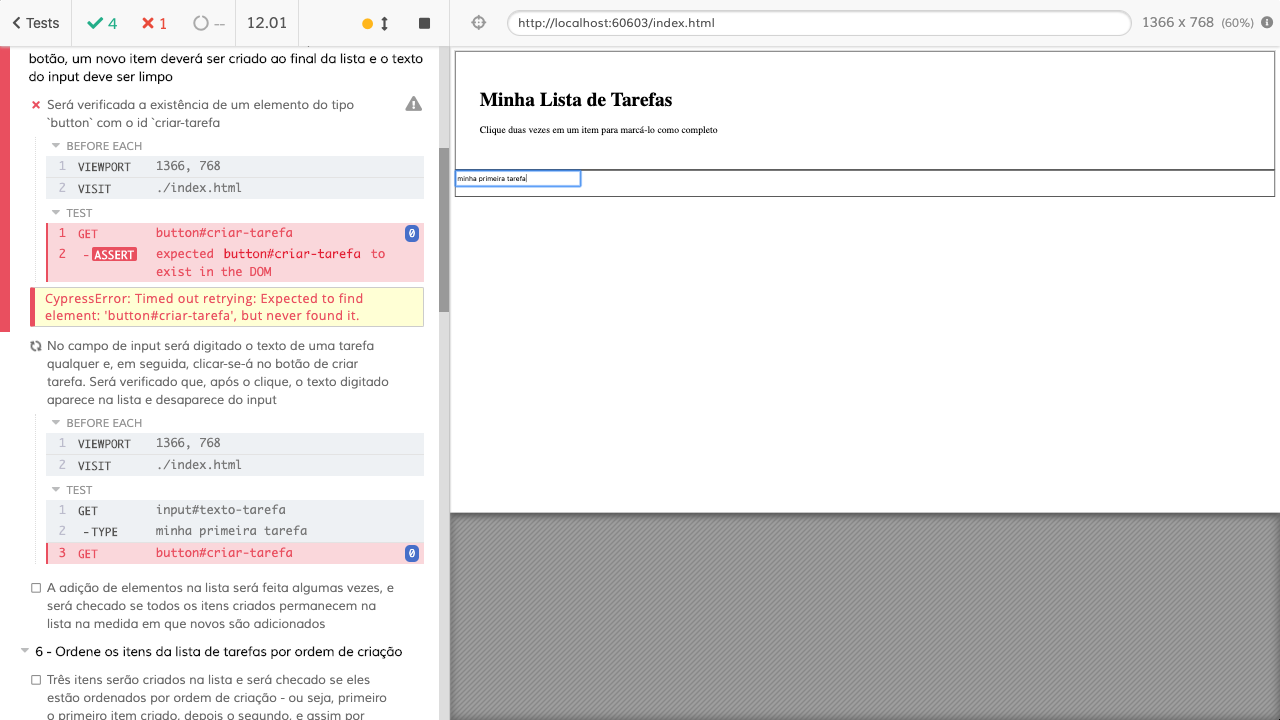 Tests 4 1 -- 12.01
botão, um novo item deverá ser criado ao final da lista e o texto
do input deve ser limpo
Será verificada a existência de um elemento do tipo
`button` com o id `criar-tarefa
BEFORE EACH
1 VIEWPORT 1366, 768
2 VISIT ./index.html
TEST
1 GET button#criar-tarefa 0
2 - ASSERT expected button#criar-tarefa to
exist in the DOM
CypressError: Timed out retrying: Expected to find
element: 'button#criar-tarefa', but never found it.
No campo de input será digitado o texto de uma tarefa
qualquer e, em seguida, clicar-se-á no botão de criar
tarefa. Será verificado que, após o clique, o texto digitado
aparece na lista e desaparece do input
BEFORE EACH
1 VIEWPORT 1366, 768
2 VISIT ./index.html
TEST
1 GET input#texto-tarefa
2 - TYPE minha primeira tarefa
3 GET button#criar-tarefa 0
A adição de elementos na lista será feita algumas vezes, e
será checado se todos os itens criados permanecem na
lista na medida em que novos são adicionados
6 - Ordene os itens da lista de tarefas por ordem de criação
Três itens serão criados na lista e será checado se eles
estão ordenados por ordem de criação - ou seja, primeiro
o primeiro item criado, depois o segundo, e assim por
http://localhost:60603/index.html 1366 x 768 (60%)
Minha Lista de Tarefas
Clique duas vezes em um item para marcá-lo como completo
minha primeira tarefa